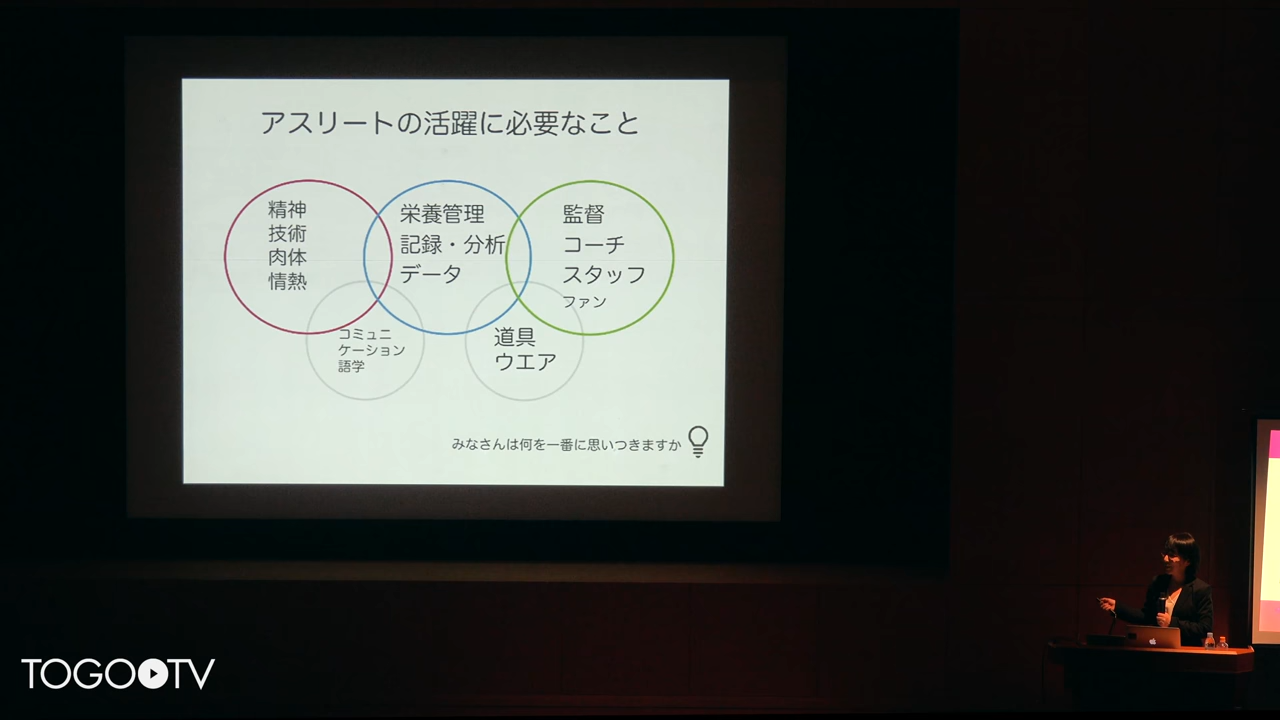 アスリートの活躍に必要なこと
精神
技術
肉体
情熱
栄養管理
記録・分析
データ
監督
コーチ
スタッフ
ファン
コミュニ
ケーション
語学
道具
ウエア
みなさんは何を一番に思いつきますか
TOGOTV